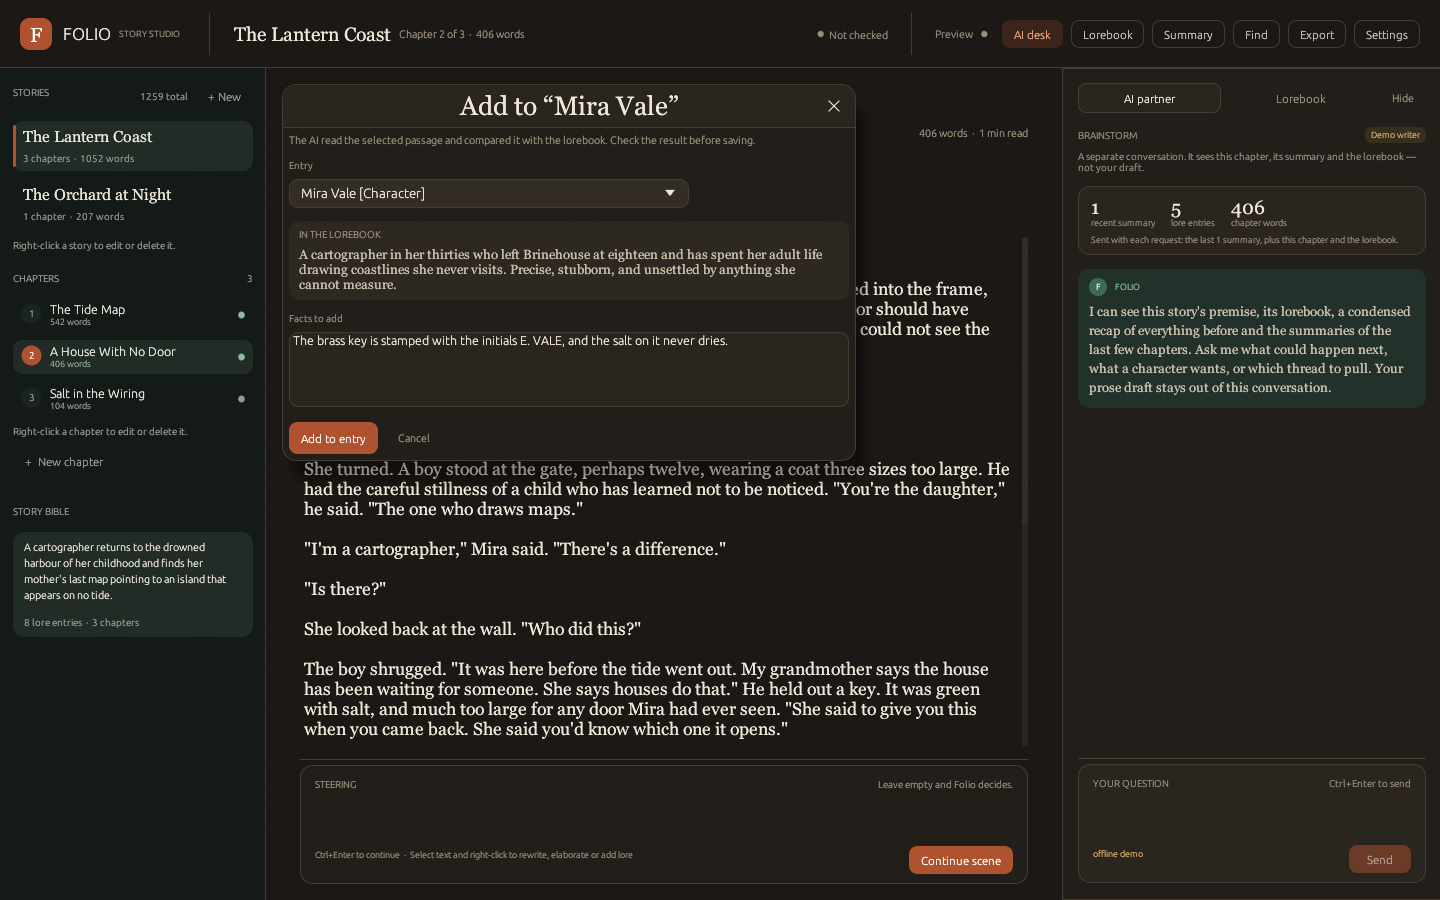 F FOLIO STORY STUDIO
The Lantern Coast Chapter 2 of 3 · 406 words
Not checked
Preview
AI desk
Lorebook
Summary
Find
Export
Settings
STORIES
1259 total
+ New
The Lantern Coast
3 chapters · 1052 words
The Orchard at Night
1 chapter · 207 words
Right-click a story to edit or delete it.
CHAPTERS 3
1 The Tide Map
542 words
2 A House With No Door
406 words
3 Salt in the Wiring
104 words
Right-click a chapter to edit or delete it.
+ New chapter
STORY BIBLE
A cartographer returns to the drowned
harbour of her childhood and finds her
mother's last map pointing to an island that
appears on no tide.
8 lore entries · 3 chapters
Add to “Mira Vale”
The AI read the selected passage and compared it with the lorebook. Check the result before saving.
Entry
Mira Vale [Character]
IN THE LOREBOOK
A cartographer in her thirties who left Brinehouse at eighteen and has spent her adult life
drawing coastlines she never visits. Precise, stubborn, and unsettled by anything she
cannot measure.
Facts to add
The brass key is stamped with the initials E. VALE, and the salt on it never dries.
Add to entry
Cancel
406 words · 1 min read
ed into the frame,
or should have
could not see the
She turned. A boy stood at the gate, perhaps twelve, wearing a coat three sizes too large. He
had the careful stillness of a child who has learned not to be noticed. "You're the daughter,"
he said. "The one who draws maps."
"I'm a cartographer," Mira said. "There's a difference."
"Is there?"
She looked back at the wall. "Who did this?"
The boy shrugged. "It was here before the tide went out. My grandmother says the house
has been waiting for someone. She says houses do that." He held out a key. It was green
with salt, and much too large for any door Mira had ever seen. "She said to give you this
when you came back. She said you'd know which one it opens."
STEERING
Leave empty and Folio decides.
Ctrl+Enter to continue · Select text and right-click to rewrite, elaborate or add lore
Continue scene
AI partner
Lorebook
Hide
BRAINSTORM
Demo writer
A separate conversation. It sees this chapter, its summary and the lorebook —
not your draft.
1 5 406
recent summary lore entries chapter words
Sent with each request: the last 1 summary, plus this chapter and the lorebook.
F FOLIO
I can see this story's premise, its lorebook, a condensed
recap of everything before and the summaries of the
last few chapters. Ask me what could happen next,
what a character wants, or which thread to pull. Your
prose draft stays out of this conversation.
YOUR QUESTION
Ctrl+Enter to send
offline demo
Send